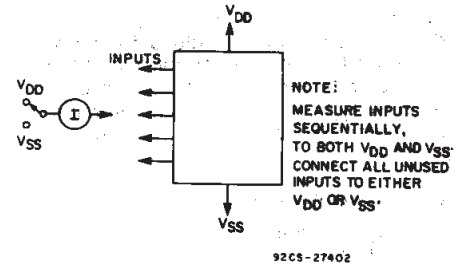 VDD
INPUTS
VDD
I
VSS
NOTE:
MEASURE INPUTS
SEQUENTIALLY,
TO BOTH VDD AND VSS.
CONNECT ALL UNUSED
INPUTS TO EITHER
VDD OR VSS.
VSS
92CS-27402